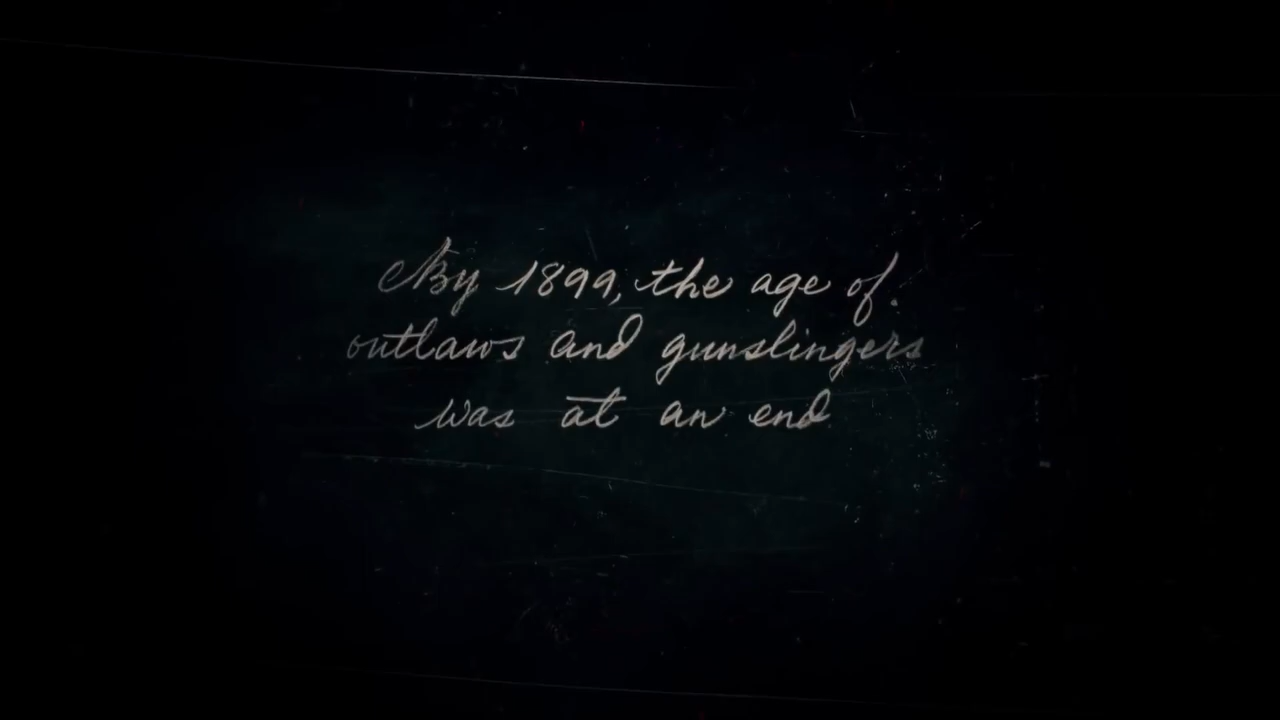 By 1899, the age of
outlaws and gunslingers
was at an end